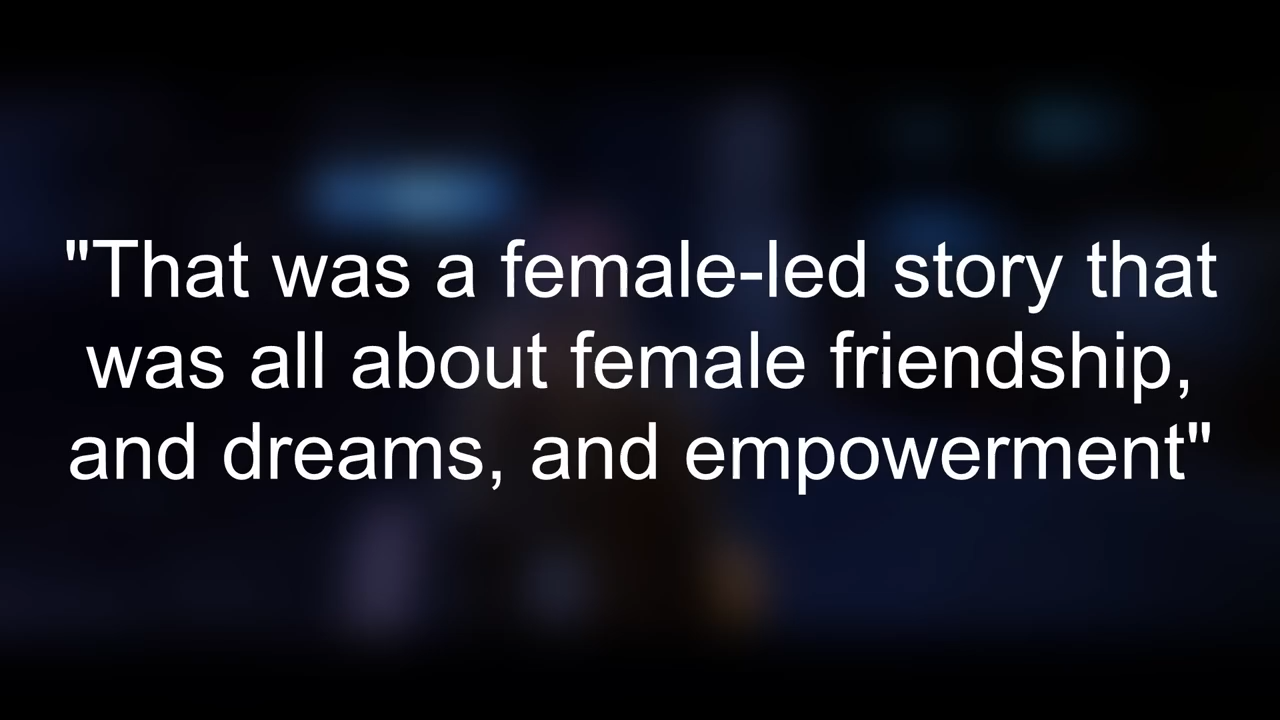 "That was a female-led story that
was all about female friendship,
and dreams, and empowerment"